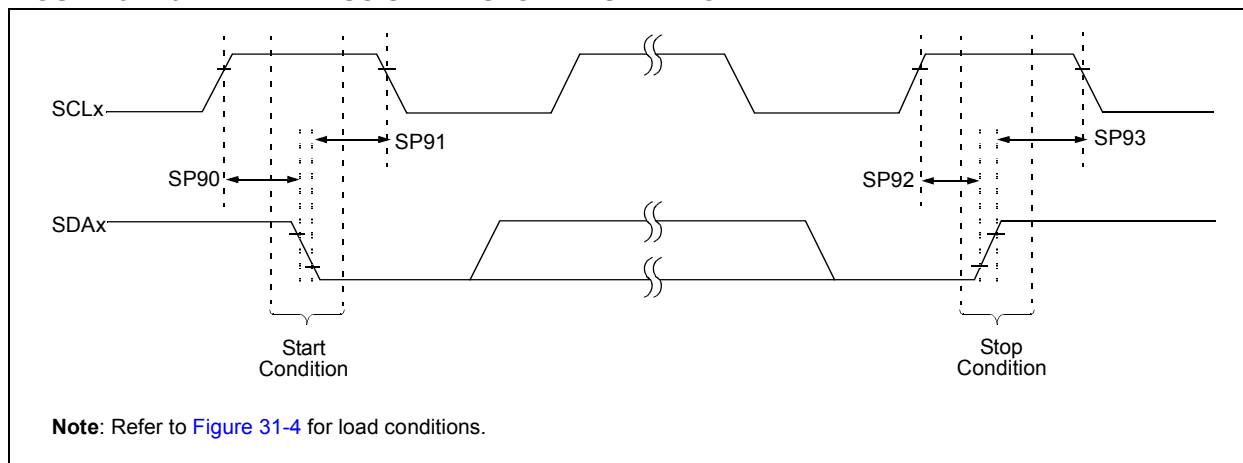 SCLx
SP91
SP93
SP90
SP92
SDAx
Start
Condition
Stop
Condition
Note: Refer to Figure 31-4 for load conditions.